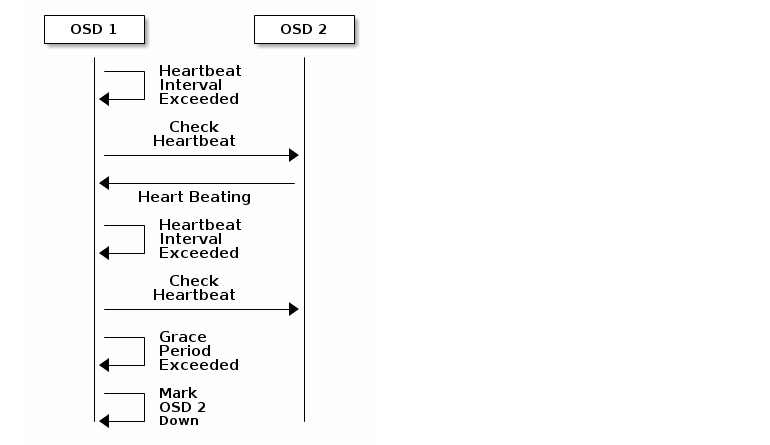 OSD 1
OSD 2
Heartbeat
Interval
Exceeded
Check
Heartbeat
Heart Beating
Heartbeat
Interval
Exceeded
Check
Heartbeat
Grace
Period
Exceeded
Mark
OSD 2
Down